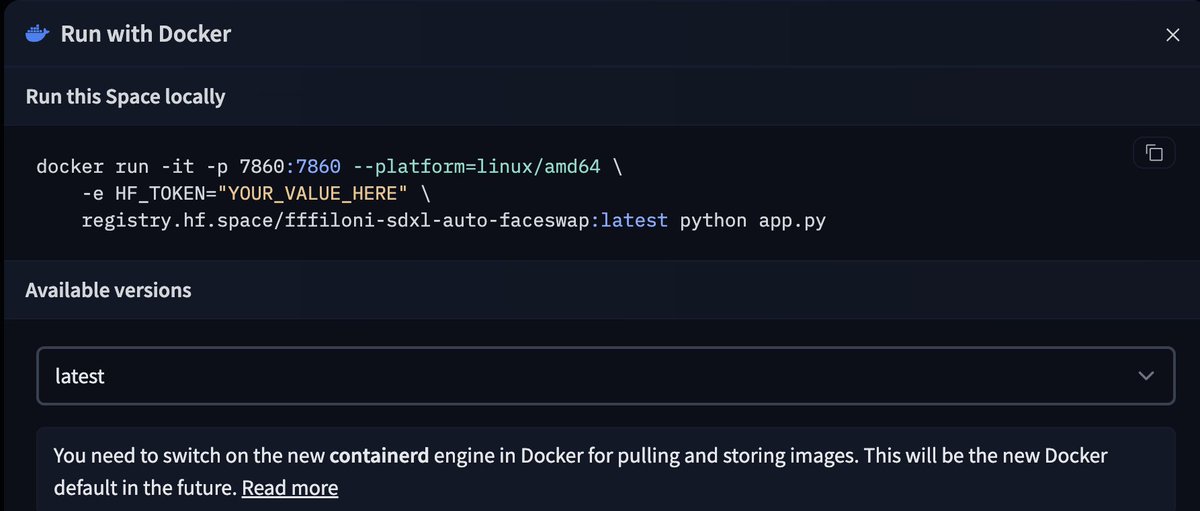 Run with Docker
Run this Space locally
docker run -it -p 7860:7860 --platform=linux/amd64 \
-e HF_TOKEN="YOUR_VALUE_HERE" \
registry.hf.space/fffiloni-sdxl-auto-faceswap:latest python app.py
Available versions
latest
You need to switch on the new containerd engine in Docker for pulling and storing images. This will be the new Docker
default in the future. Read more